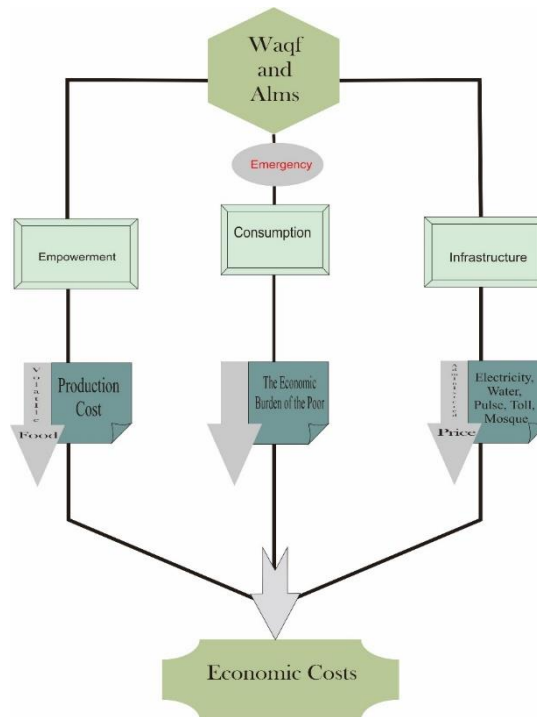 Waqf
and
Alms
Emergency
Empowerment
Consumption
Infrastructure
Volatile
Food
Production
Cost
The Economic
Burden of the Poor
Administered
Price
Electricity,
Water,
Pulse, Toll,
Mosque
Economic Costs